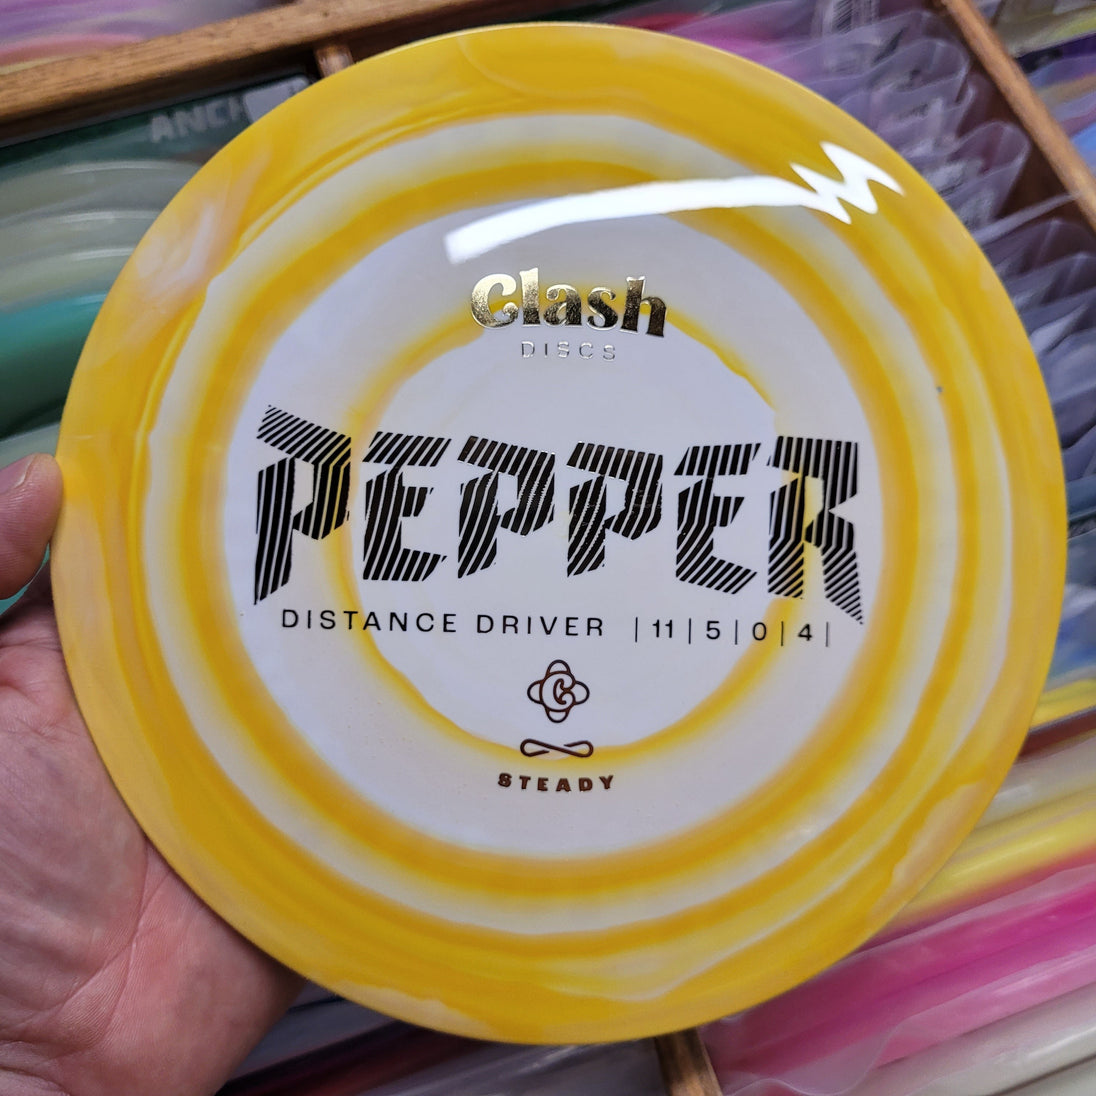 Clash
DISCS
PEPPER
DISTANCE DRIVER | 11 | 5 | 0 | 4 |
C
STEADY